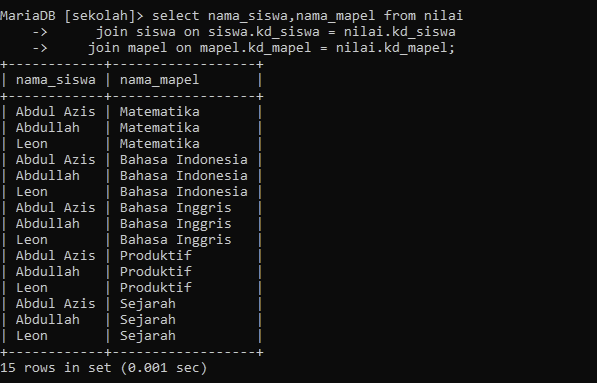 MariaDB [sekolah]> select nama_siswa,nama_mapel from nilai
    ->      join siswa on siswa.kd_siswa = nilai.kd_siswa
    ->     join mapel on mapel.kd_mapel = nilai.kd_mapel;
+------------+------------------+
| nama_siswa | nama_mapel       |
+------------+------------------+
| Abdul Azis | Matematika       |
| Abdullah   | Matematika       |
| Leon       | Matematika       |
| Abdul Azis | Bahasa Indonesia |
| Abdullah   | Bahasa Indonesia |
| Leon       | Bahasa Indonesia |
| Abdul Azis | Bahasa Inggris   |
| Abdullah   | Bahasa Inggris   |
| Leon       | Bahasa Inggris   |
| Abdul Azis | Produktif        |
| Abdullah   | Produktif        |
| Leon       | Produktif        |
| Abdul Azis | Sejarah          |
| Abdullah   | Sejarah          |
| Leon       | Sejarah          |
+------------+------------------+
15 rows in set (0.001 sec)